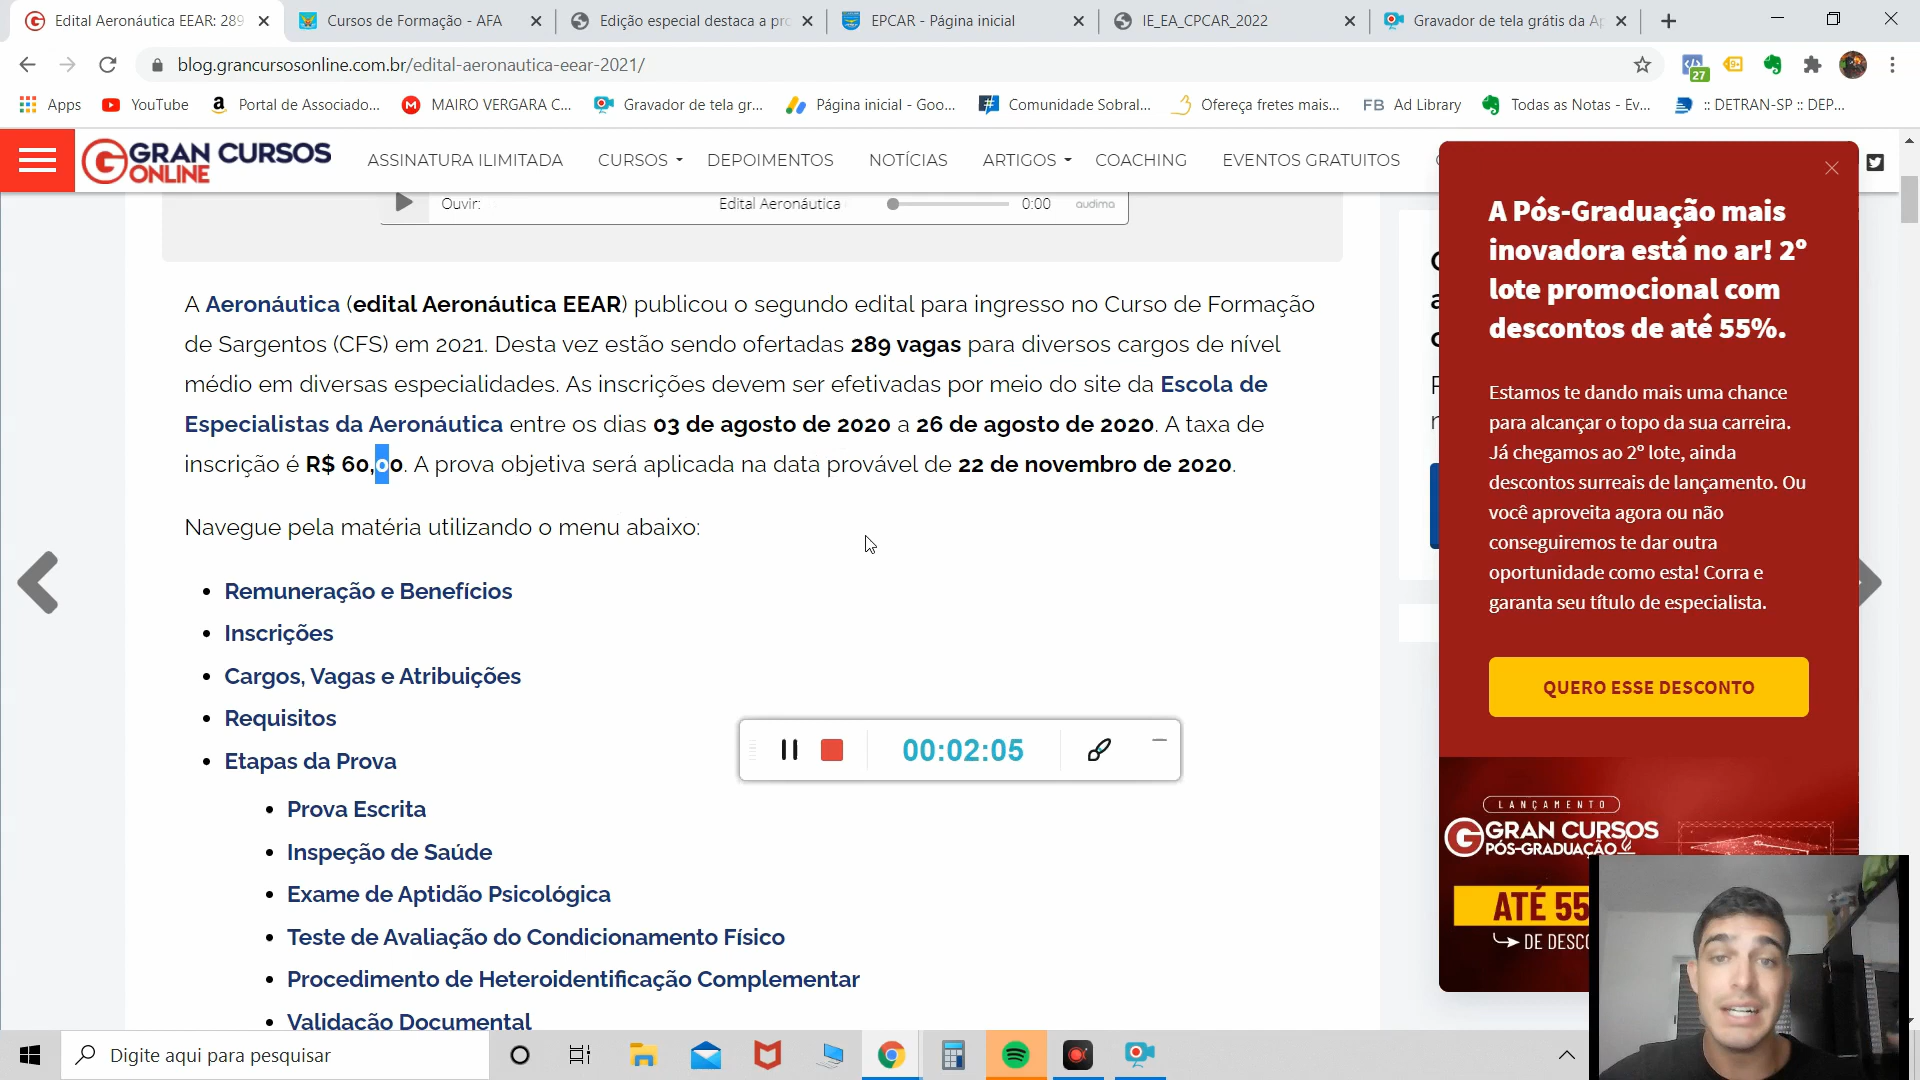 Edital Aeronáutica EEAR: 289
Cursos de Formação - AFA
Edição especial destaca a pro
EPCAR - Página inicial
IE_EA_CPCAR_2022
Gravador de tela grátis da Ap
blog.grancursosonline.com.br/edital-aeronautica-eear-2021/
27
9+
Apps
YouTube
Portal de Associado...
MAIRO VERGARA C...
Gravador de tela gr...
Página inicial - Goo...
Comunidade Sobral...
Ofereça fretes mais...
FB Ad Library
Todas as Notas - Ev...
:: DETRAN-SP :: DEP...
GRAN CURSOS
ONLINE
ASSINATURA ILIMITADA
CURSOS
DEPOIMENTOS
NOTÍCIAS
ARTIGOS
COACHING
EVENTOS GRATUITOS
Ouvir:
Edital Aeronáutica
0:00
audima
A Aeronáutica (edital Aeronáutica EEAR) publicou o segundo edital para ingresso no Curso de Formação
de Sargentos (CFS) em 2021. Desta vez estão sendo ofertadas 289 vagas para diversos cargos de nível
médio em diversas especialidades. As inscrições devem ser efetivadas por meio do site da Escola de
Especialistas da Aeronáutica entre os dias 03 de agosto de 2020 a 26 de agosto de 2020. A taxa de
inscrição é R$ 60,00. A prova objetiva será aplicada na data provável de 22 de novembro de 2020.
Navegue pela matéria utilizando o menu abaixo:
• Remuneração e Benefícios
• Inscrições
• Cargos, Vagas e Atribuições
• Requisitos
• Etapas da Prova
• Prova Escrita
• Inspeção de Saúde
• Exame de Aptidão Psicológica
• Teste de Avaliação do Condicionamento Físico
• Procedimento de Heteroidentificação Complementar
• Validação Documental
00:02:05
A Pós-Graduação mais
inovadora está no ar! 2º
lote promocional com
descontos de até 55%.
Estamos te dando mais uma chance
para alcançar o topo da sua carreira.
Já chegamos ao 2º lote, ainda
descontos surreais de lançamento. Ou
você aproveita agora ou não
conseguiremos te dar outra
oportunidade como esta! Corra e
garanta seu título de especialista.
QUERO ESSE DESCONTO
LANÇAMENTO
GRAN CURSOS
PÓS-GRADUAÇÃO
ATÉ 55
DE DESC
Digite aqui para pesquisar